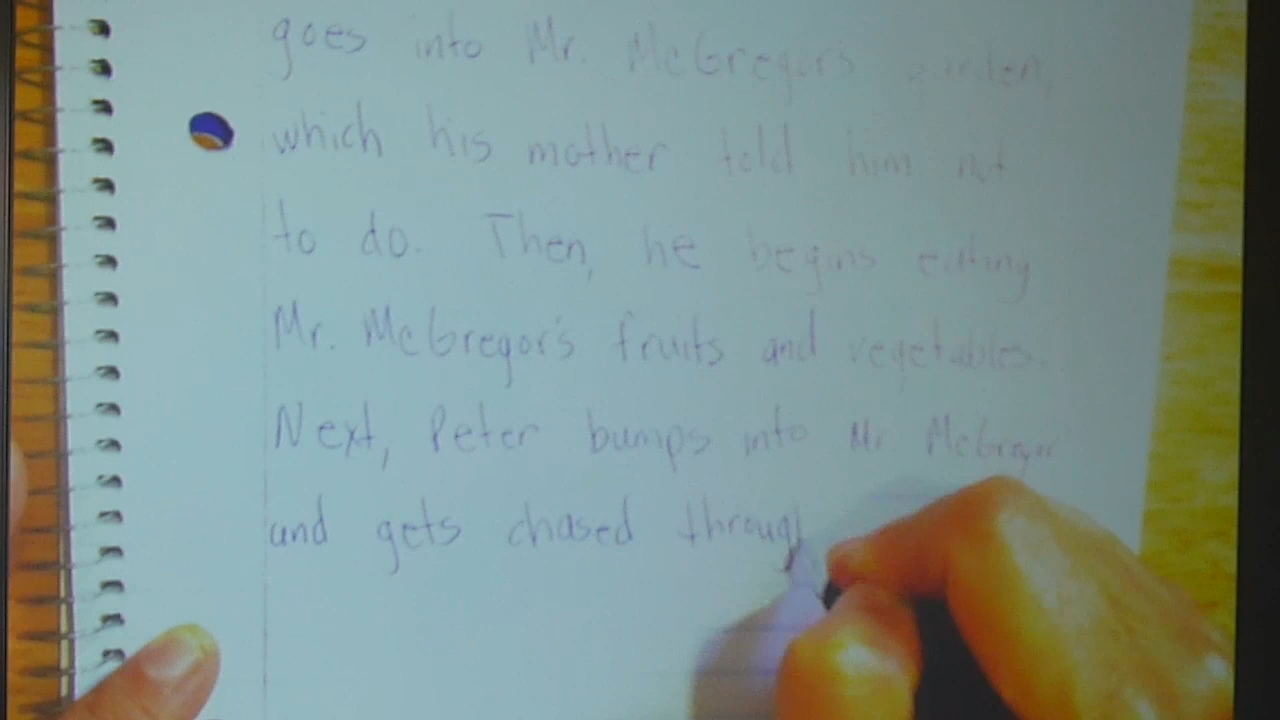 goes into Mr. McGregor's garden,
which his mother told him not
to do. Then, he begins eating
Mr. McGregor's fruits and vegetables.
Next, Peter bumps into Mr McGregor
and gets chased through